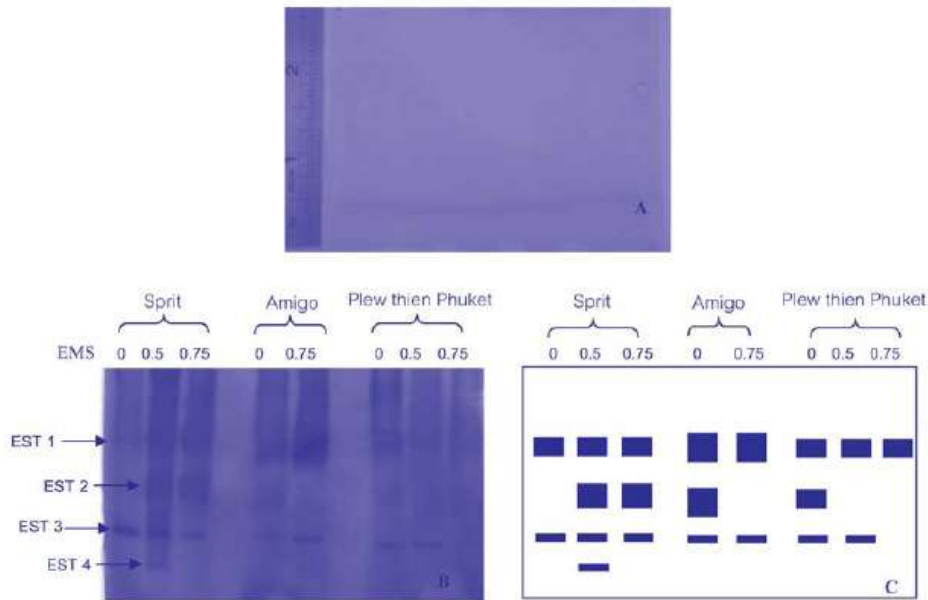 2
1
A
Sprit Amigo Plew thien Phuket
EMS 0 0.5 0.75 0 0.75 0 0.5 0.75
EST 1
EST 2
EST 3
EST 4
B
Sprit Amigo Plew thien Phuket
0 0.5 0.75 0 0.75 0 0.5 0.75
C